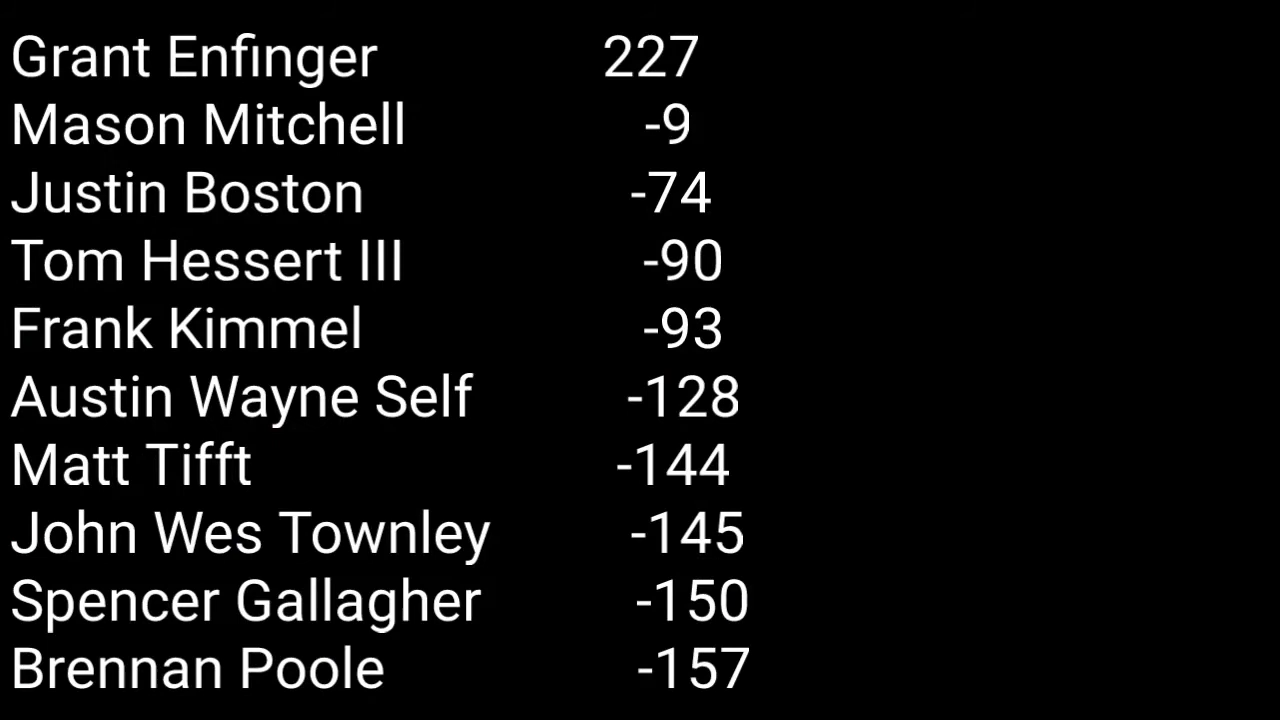 Grant Enfinger 227
Mason Mitchell -9
Justin Boston -74
Tom Hessert III -90
Frank Kimmel -93
Austin Wayne Self -128
Matt Tifft -144
John Wes Townley -145
Spencer Gallagher -150
Brennan Poole -157